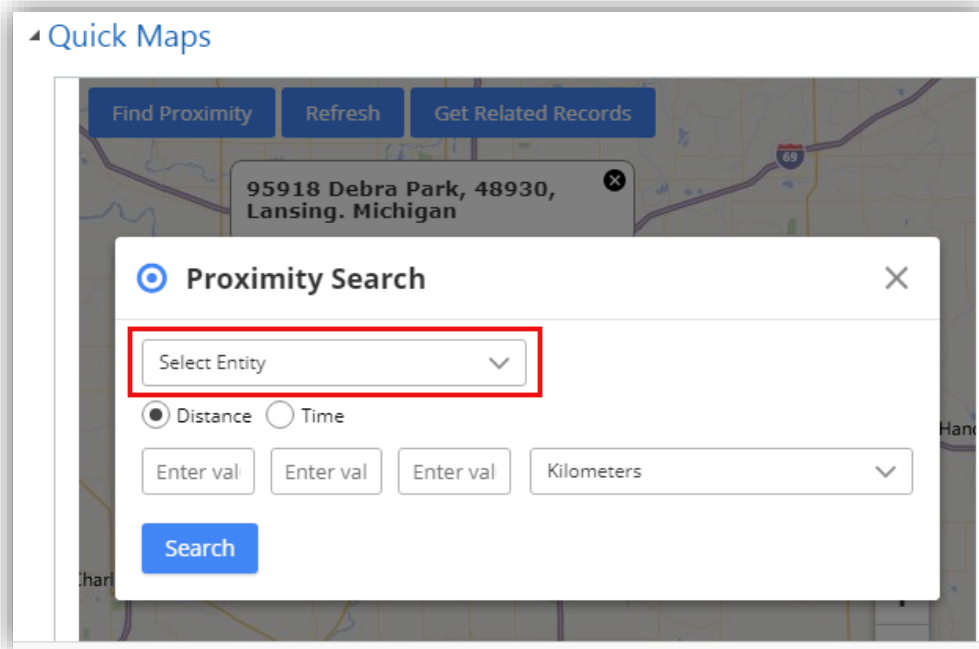 Quick Maps
Find Proximity Refresh Get Related Records
69
95918 Debra Park, 48930,
Lansing. Michigan
Proximity Search
Select Entity
Distance Time
Enter val Enter val Enter val Kilometers
Search